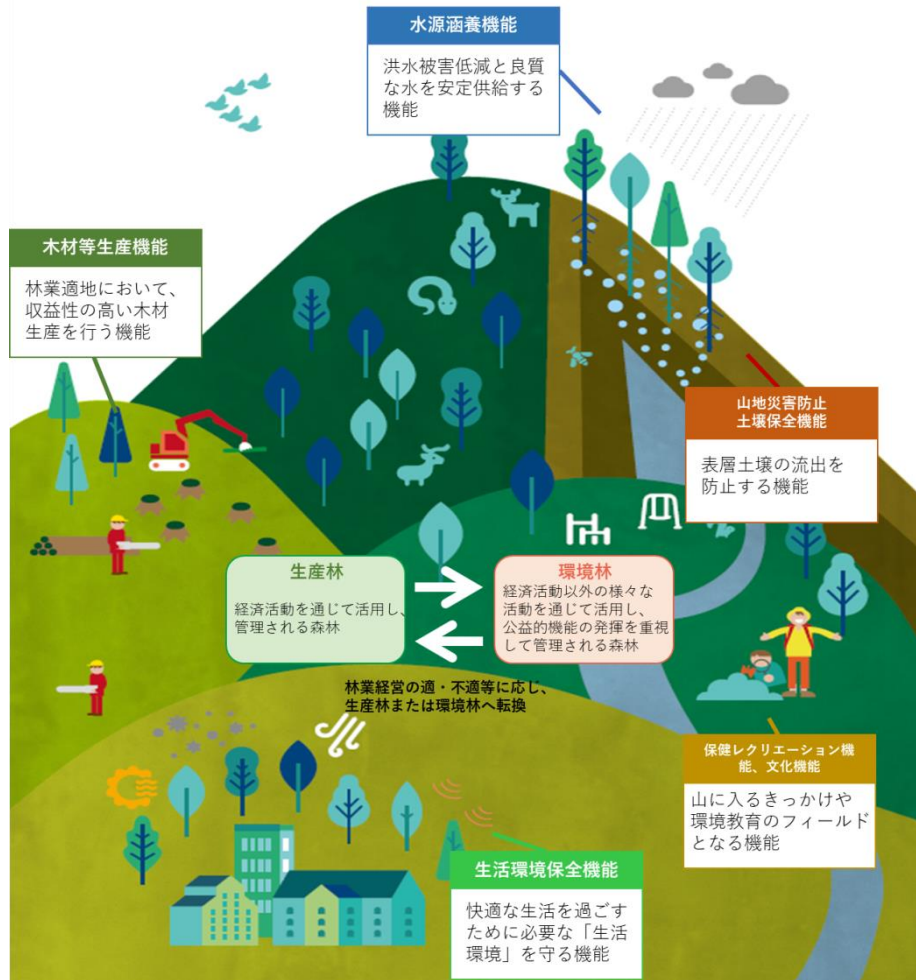 水源涵養機能
洪水被害低減と良質
な水を安定供給する
機能
木材等生産機能
林業適地において、
収益性の高い木材
生産を行う機能
山地災害防止
土壌保全機能
表層土壌の流出を
防止する機能
生産林
経済活動を通じて活用し、
管理される森林
環境林
経済活動以外の様々な
活動を通じて活用し、
公益的機能の発揮を重視
して管理される森林
林業経営の適・不適等に応じ、
生産林または環境林へ転換
保健レクリエーション機
能、文化機能
山に入るきっかけや
環境教育のフィールド
となる機能
生活環境保全機能
快適な生活を過ごす
ために必要な「生活
環境」を守る機能